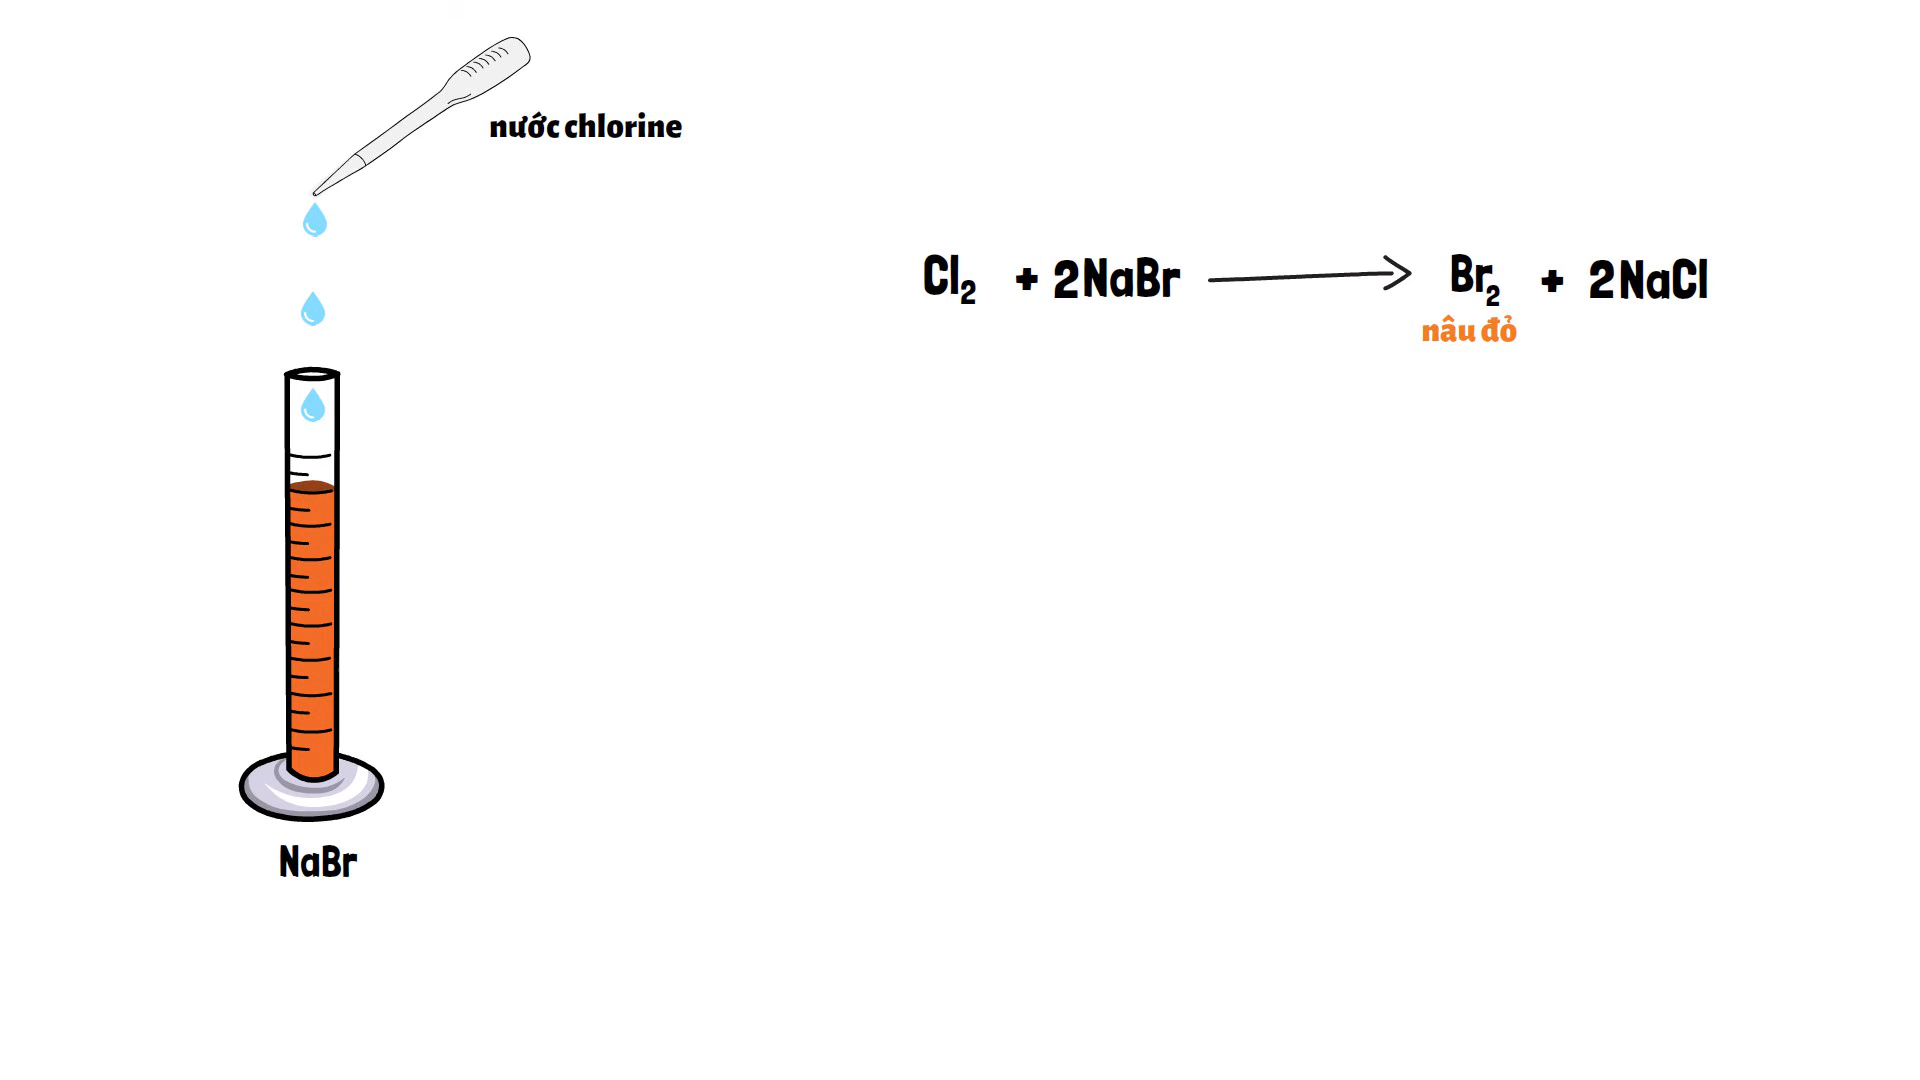 nước chlorine
Cl₂ + 2NaBr ⟶ Br₂ + 2NaCl
nâu đỏ
NaBr